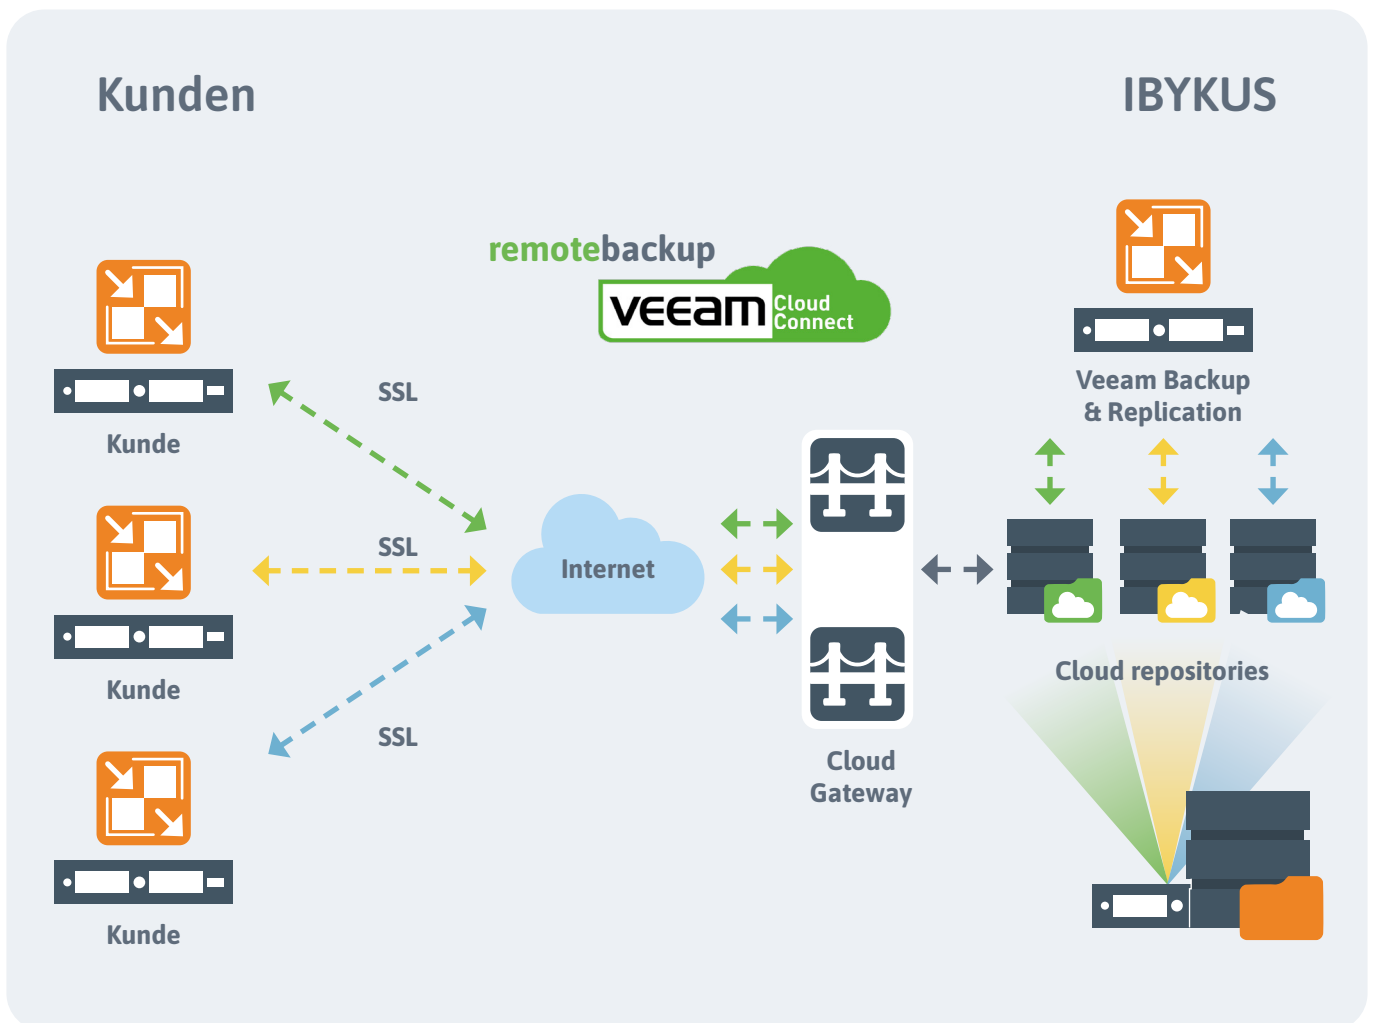 Kunden
IBYKUS
remotebackup
veeam Cloud
Connect
Veeam Backup
& Replication
SSL
Kunde
SSL
Internet
Kunde
Cloud repositories
SSL
Cloud
Gateway
Kunde